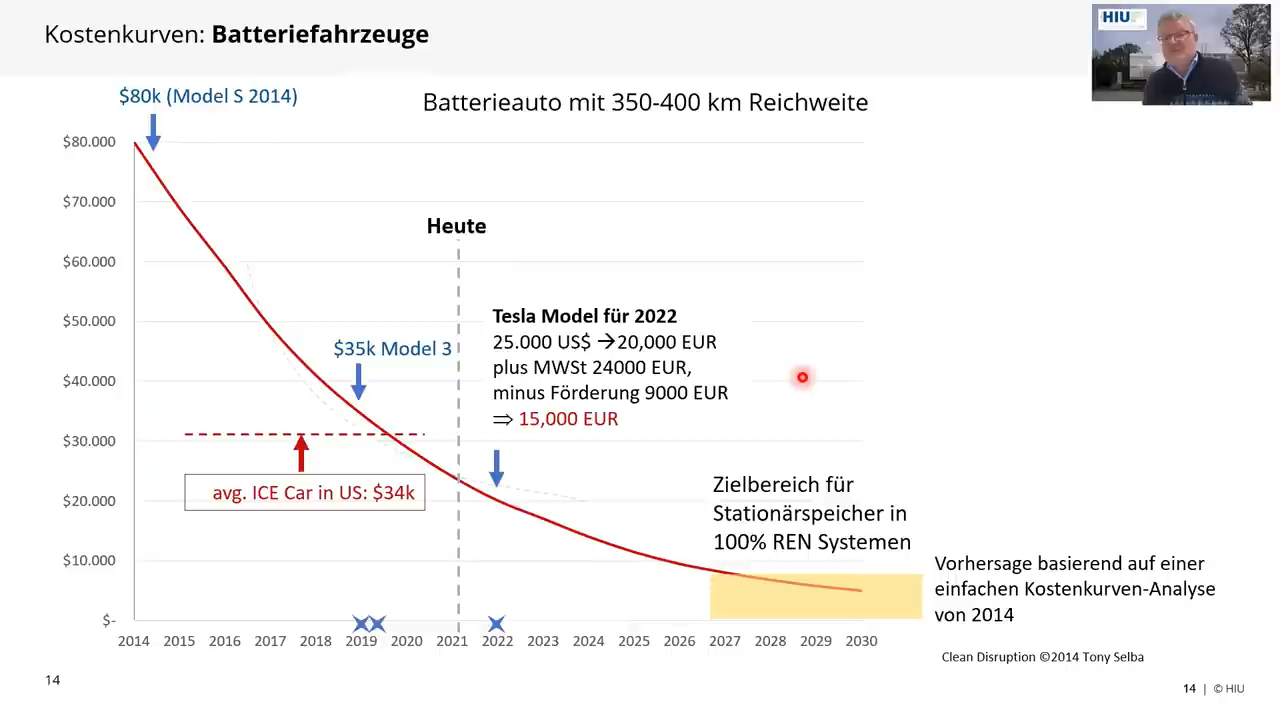 Kostenkurven: Batteriefahrzeuge
HIU
$80k (Model S 2014)
Batterieauto mit 350-400 km Reichweite
$80.000
$70.000
$60.000
$50.000
$40.000
$30.000
$20.000
$10.000
$-
Heute
$35k Model 3
Tesla Model für 2022
25.000 US$ →20,000 EUR
plus MWSt 24000 EUR,
minus Förderung 9000 EUR
⇒ 15,000 EUR
avg. ICE Car in US: $34k
Zielbereich für
Stationärspeicher in
100% REN Systemen
Vorhersage basierend auf einer
einfachen Kostenkurven-Analyse
von 2014
2014 2015 2016 2017 2018 2019 2020 2021 2022 2023 2024 2025 2026 2027 2028 2029 2030
Clean Disruption ©2014 Tony Selba
14
14 | © HIU